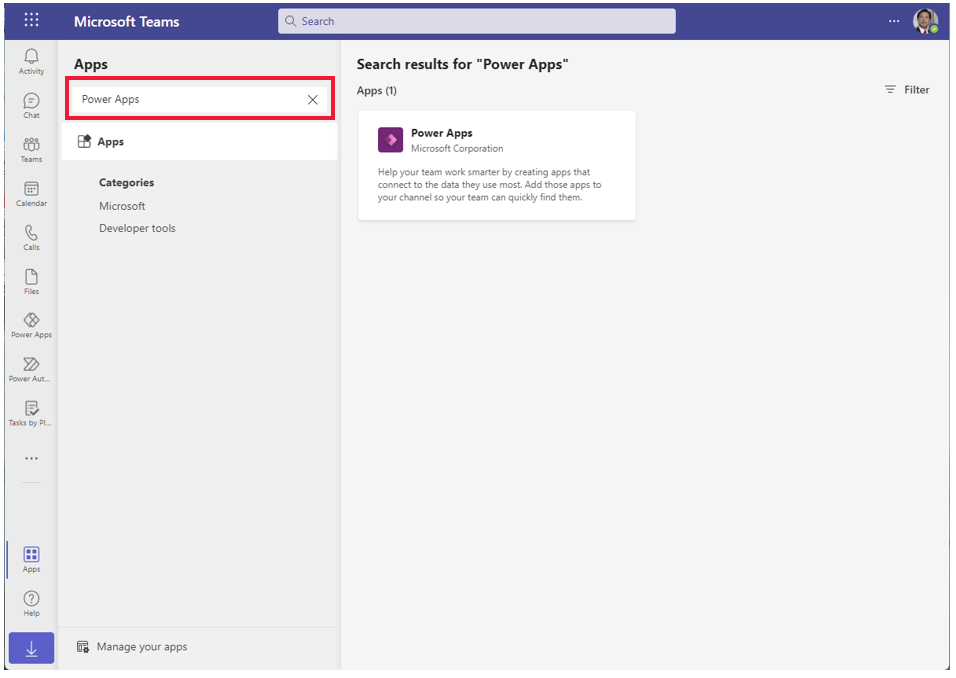 Microsoft Teams
Search
Activity
Chat
Teams
Calendar
Calls
Files
Power Apps
Power Aut...
Tasks by Pl...
Apps
Help
Apps
Power Apps
Apps
Categories
Microsoft
Developer tools
Manage your apps
Search results for "Power Apps"
Apps (1)
Filter
Power Apps
Microsoft Corporation
Help your team work smarter by creating apps that
connect to the data they use most. Add those apps to
your channel so your team can quickly find them.